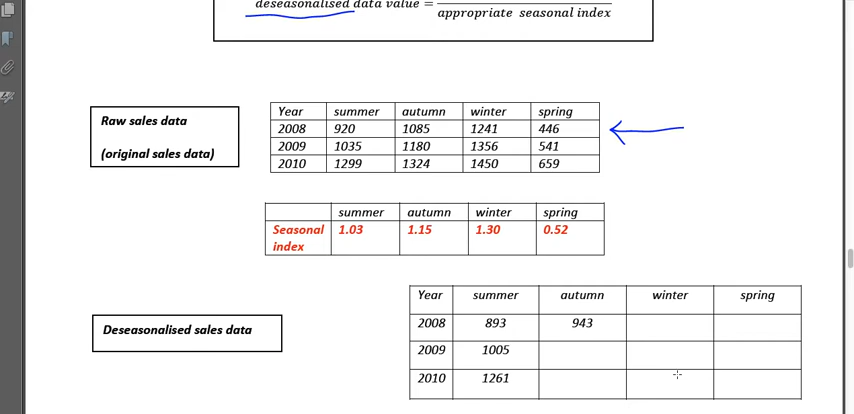 deseasonalised data value =
appropriate seasonal index
Raw sales data
(original sales data)
Year summer autumn winter spring
2008 920 1085 1241 446
2009 1035 1180 1356 541
2010 1299 1324 1450 659
summer autumn winter spring
Seasonal index 1.03 1.15 1.30 0.52
Deseasonalised sales data
Year summer autumn winter spring
2008 893 943
2009 1005
2010 1261